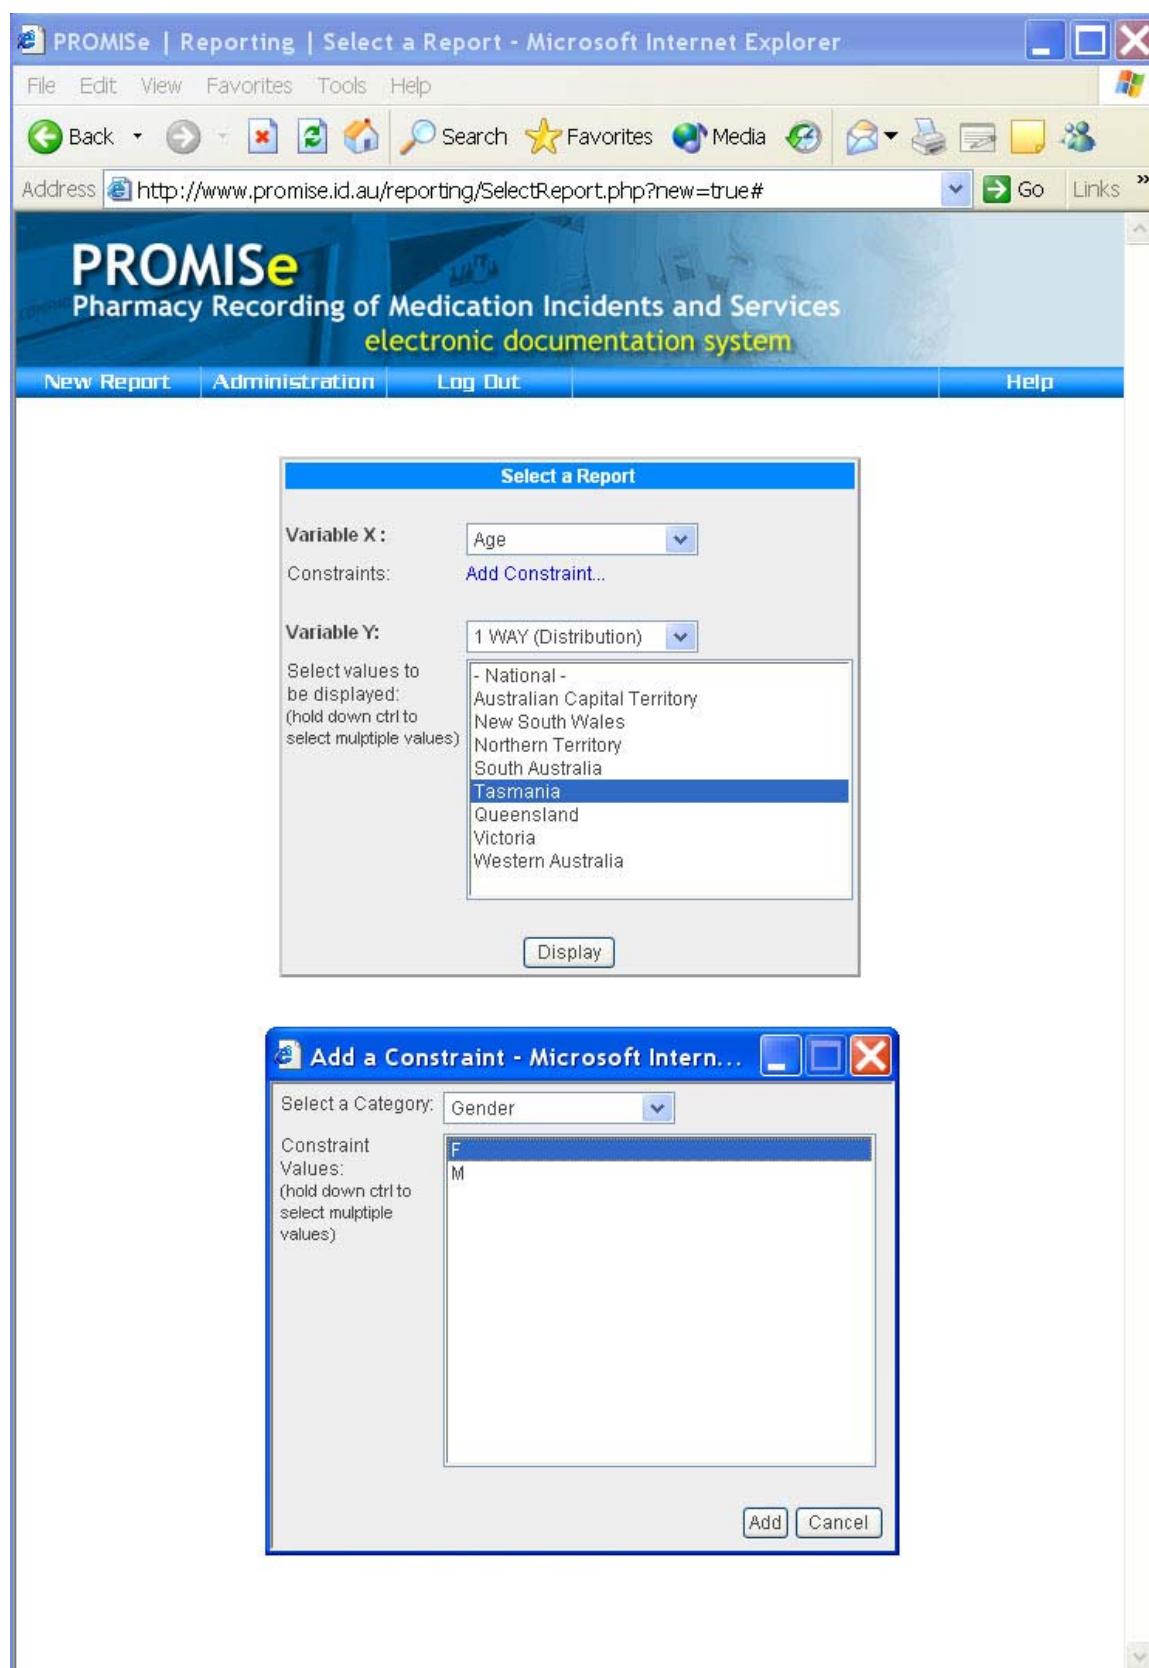 PROMISe | Reporting | Select a Report - Microsoft Internet Explorer
File Edit View Favorites Tools Help
Back Search Favorites Media
Address http://www.promise.id.au/reporting/SelectReport.php?new=true# Go Links »
PROMISe
Pharmacy Recording of Medication Incidents and Services
electronic documentation system
New Report Administration Log Out Help
Select a Report
Variable X : Age
Constraints: Add Constraint...
Variable Y: 1 WAY (Distribution)
Select values to
be displayed:
(hold down ctrl to
select mulptiple values)
- National -
Australian Capital Territory
New South Wales
Northern Territory
South Australia
Tasmania
Queensland
Victoria
Western Australia
Display
Add a Constraint - Microsoft Intern...
Select a Category: Gender
Constraint
Values:
(hold down ctrl to
select mulptiple
values)
F
M
Add Cancel